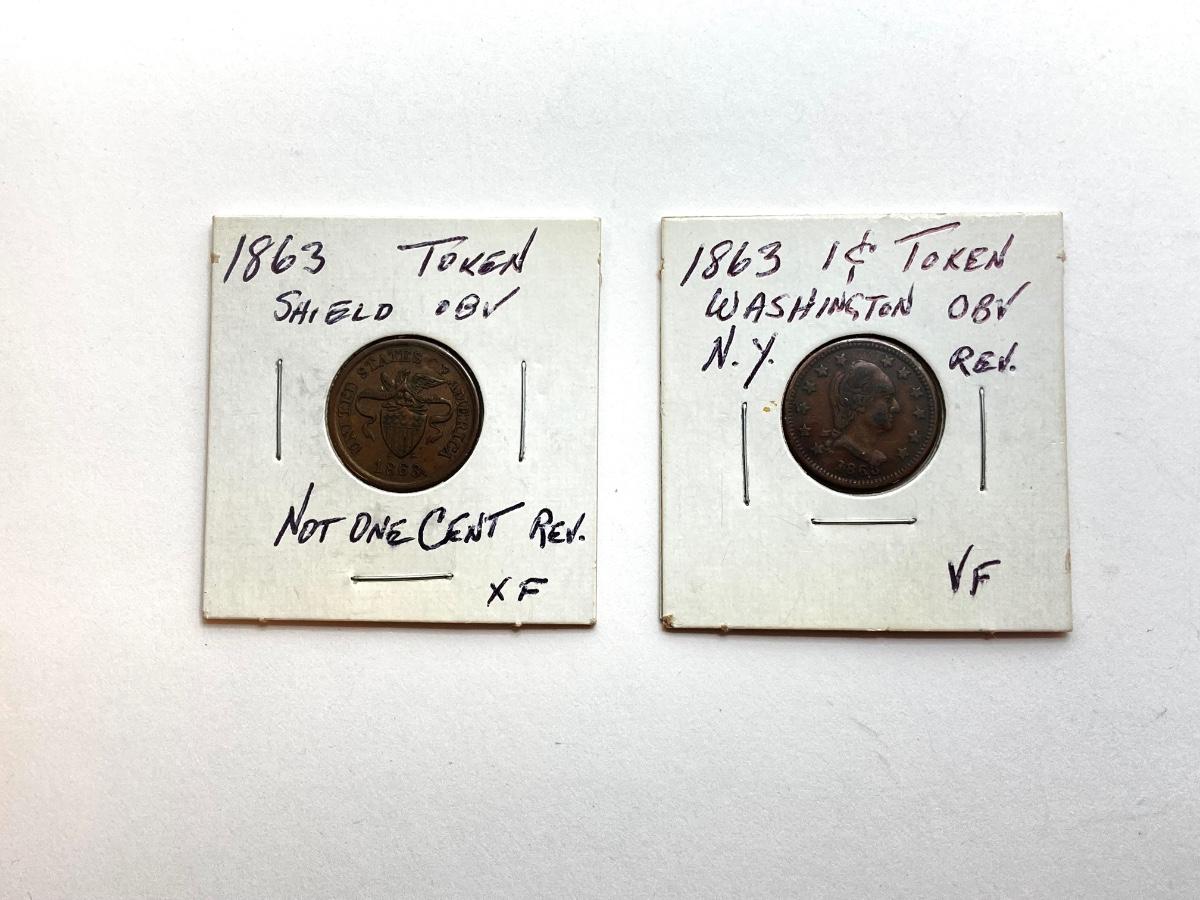 1863 TOKEN
SHIELD OBV
UNITED STATES OF AMERICA
1863
NOT ONE CENT REV.
XF
1863 1¢ TOKEN
WASHINGTON OBV
N.Y. REV.
1863
VF